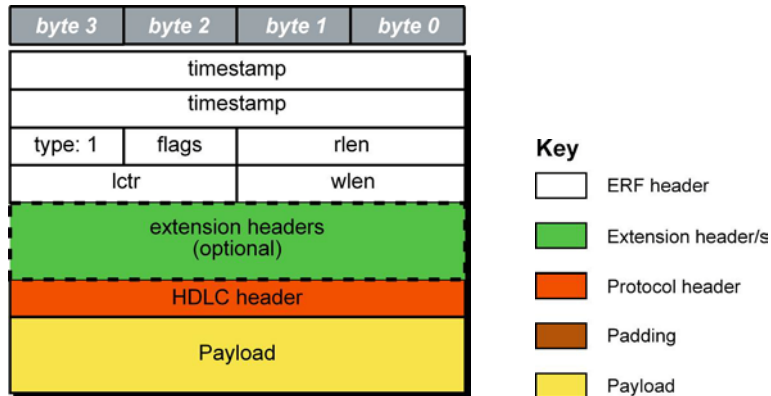 byte 3 byte 2 byte 1 byte 0
timestamp
timestamp
type: 1 flags rlen
lctr wlen
extension headers
(optional)
HDLC header
Payload
Key
ERF header
Extension header/s
Protocol header
Padding
Payload